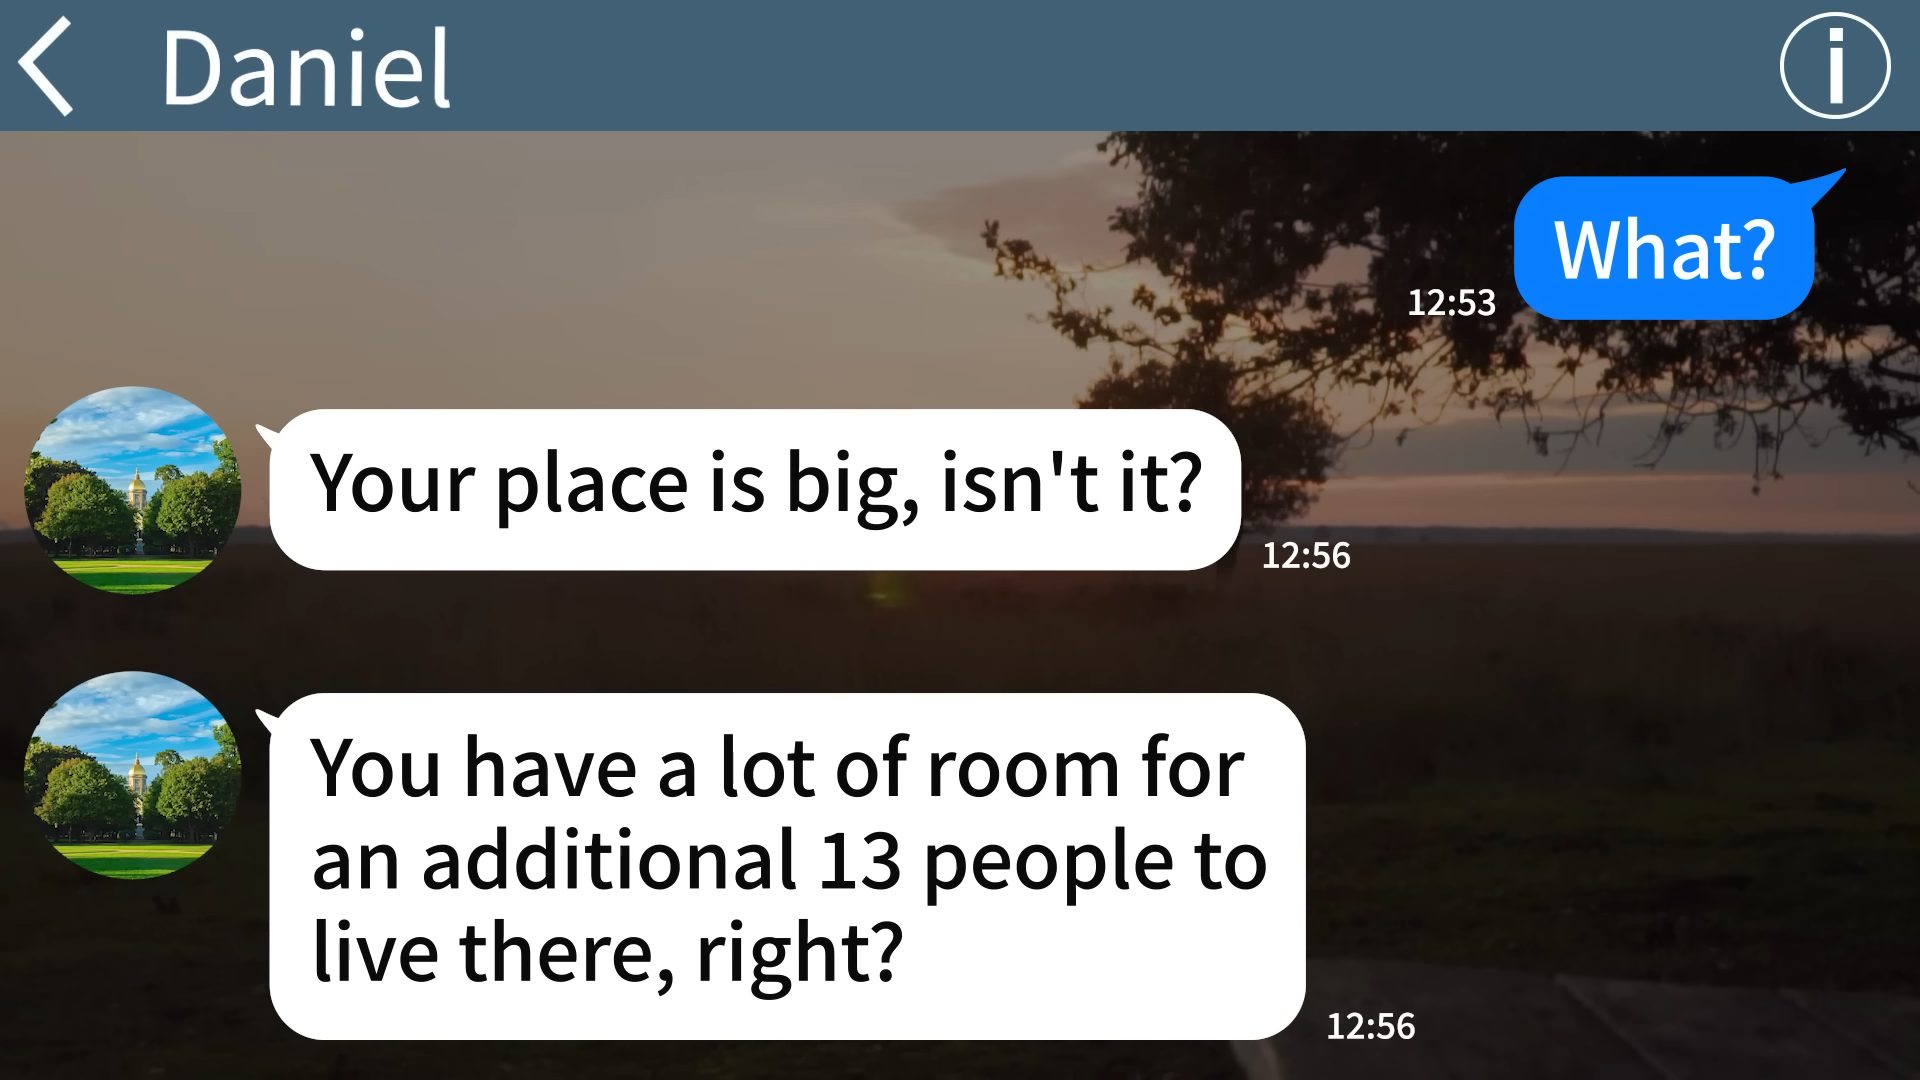 Daniel
What?
12:53
Your place is big, isn't it?
12:56
You have a lot of room for
an additional 13 people to
live there, right?
12:56